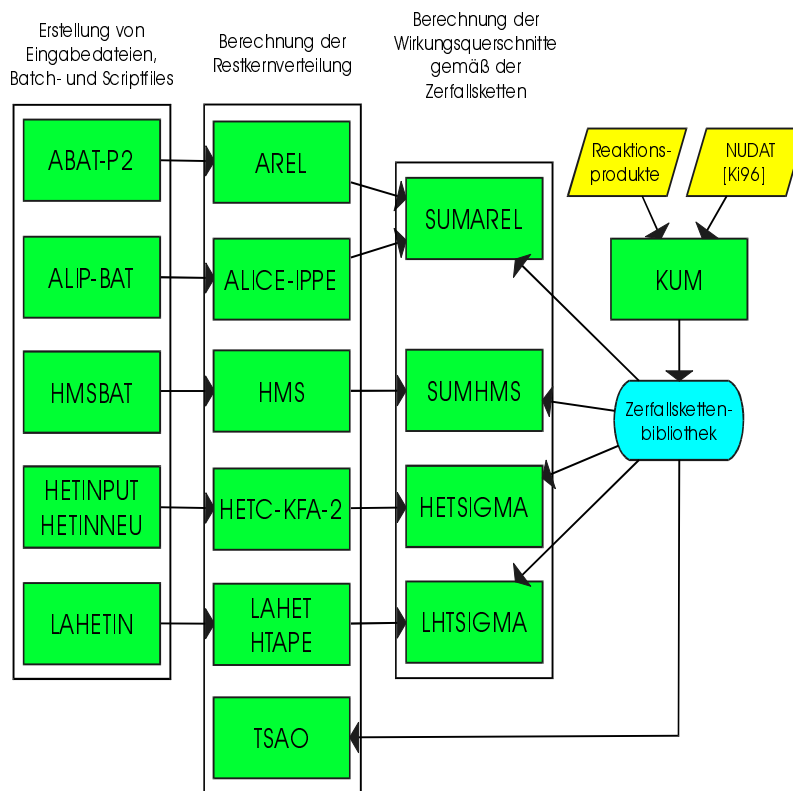 Erstellung von
Eingabedateien,
Batch- und Scriptfiles
Berechnung der
Restkernverteilung
Berechnung der
Wirkungsquerschnitte
gemäß der
Zerfallsketten
ABAT-P2
AREL
SUMAREL
Reaktions-
produkte
NUDAT
[Ki96]
ALIP-BAT
ALICE-IPPE
KUM
HMSBAT
HMS
SUMHMS
Zerfallsketten-
bibliothek
HETINPUT
HETINNEU
HETC-KFA-2
HETSIGMA
LAHETIN
LAHET
HTAPE
LHTSIGMA
TSAO